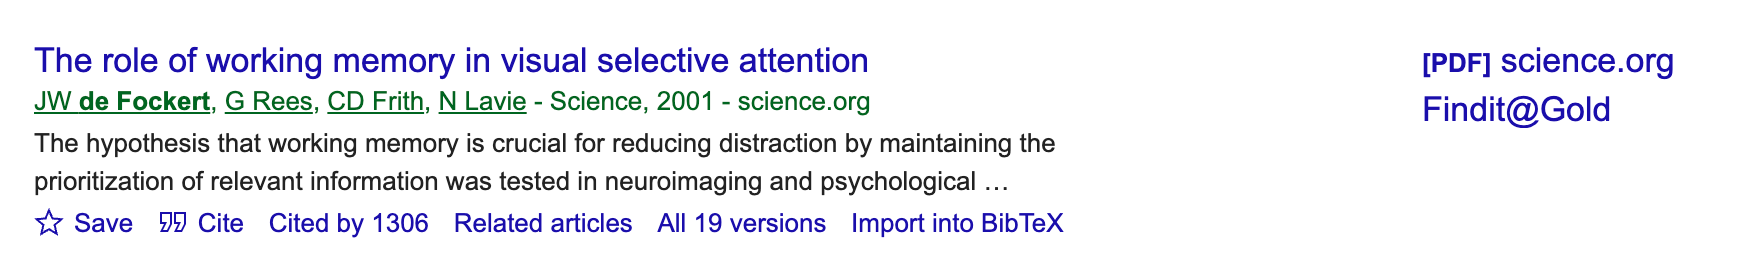 The role of working memory in visual selective attention
[PDF] science.org
JW de Fockert, G Rees, CD Frith, N Lavie - Science, 2001 - science.org
Findit@Gold
The hypothesis that working memory is crucial for reducing distraction by maintaining the
prioritization of relevant information was tested in neuroimaging and psychological …
Save Cite Cited by 1306 Related articles All 19 versions Import into BibTeX